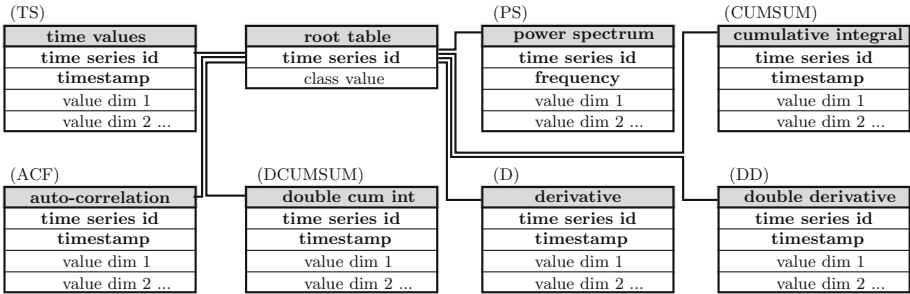 (TS)
time values
time series id
timestamp
value dim 1
value dim 2 ...
root table
time series id
class value
(PS)
power spectrum
time series id
frequency
value dim 1
value dim 2 ...
(CUMSUM)
cumulative integral
time series id
timestamp
value dim 1
value dim 2 ...
(ACF)
auto-correlation
time series id
timestamp
value dim 1
value dim 2 ...
(DCUMSUM)
double cum int
time series id
timestamp
value dim 1
value dim 2 ...
(D)
derivative
time series id
timestamp
value dim 1
value dim 2 ...
(DD)
double derivative
time series id
timestamp
value dim 1
value dim 2 ...